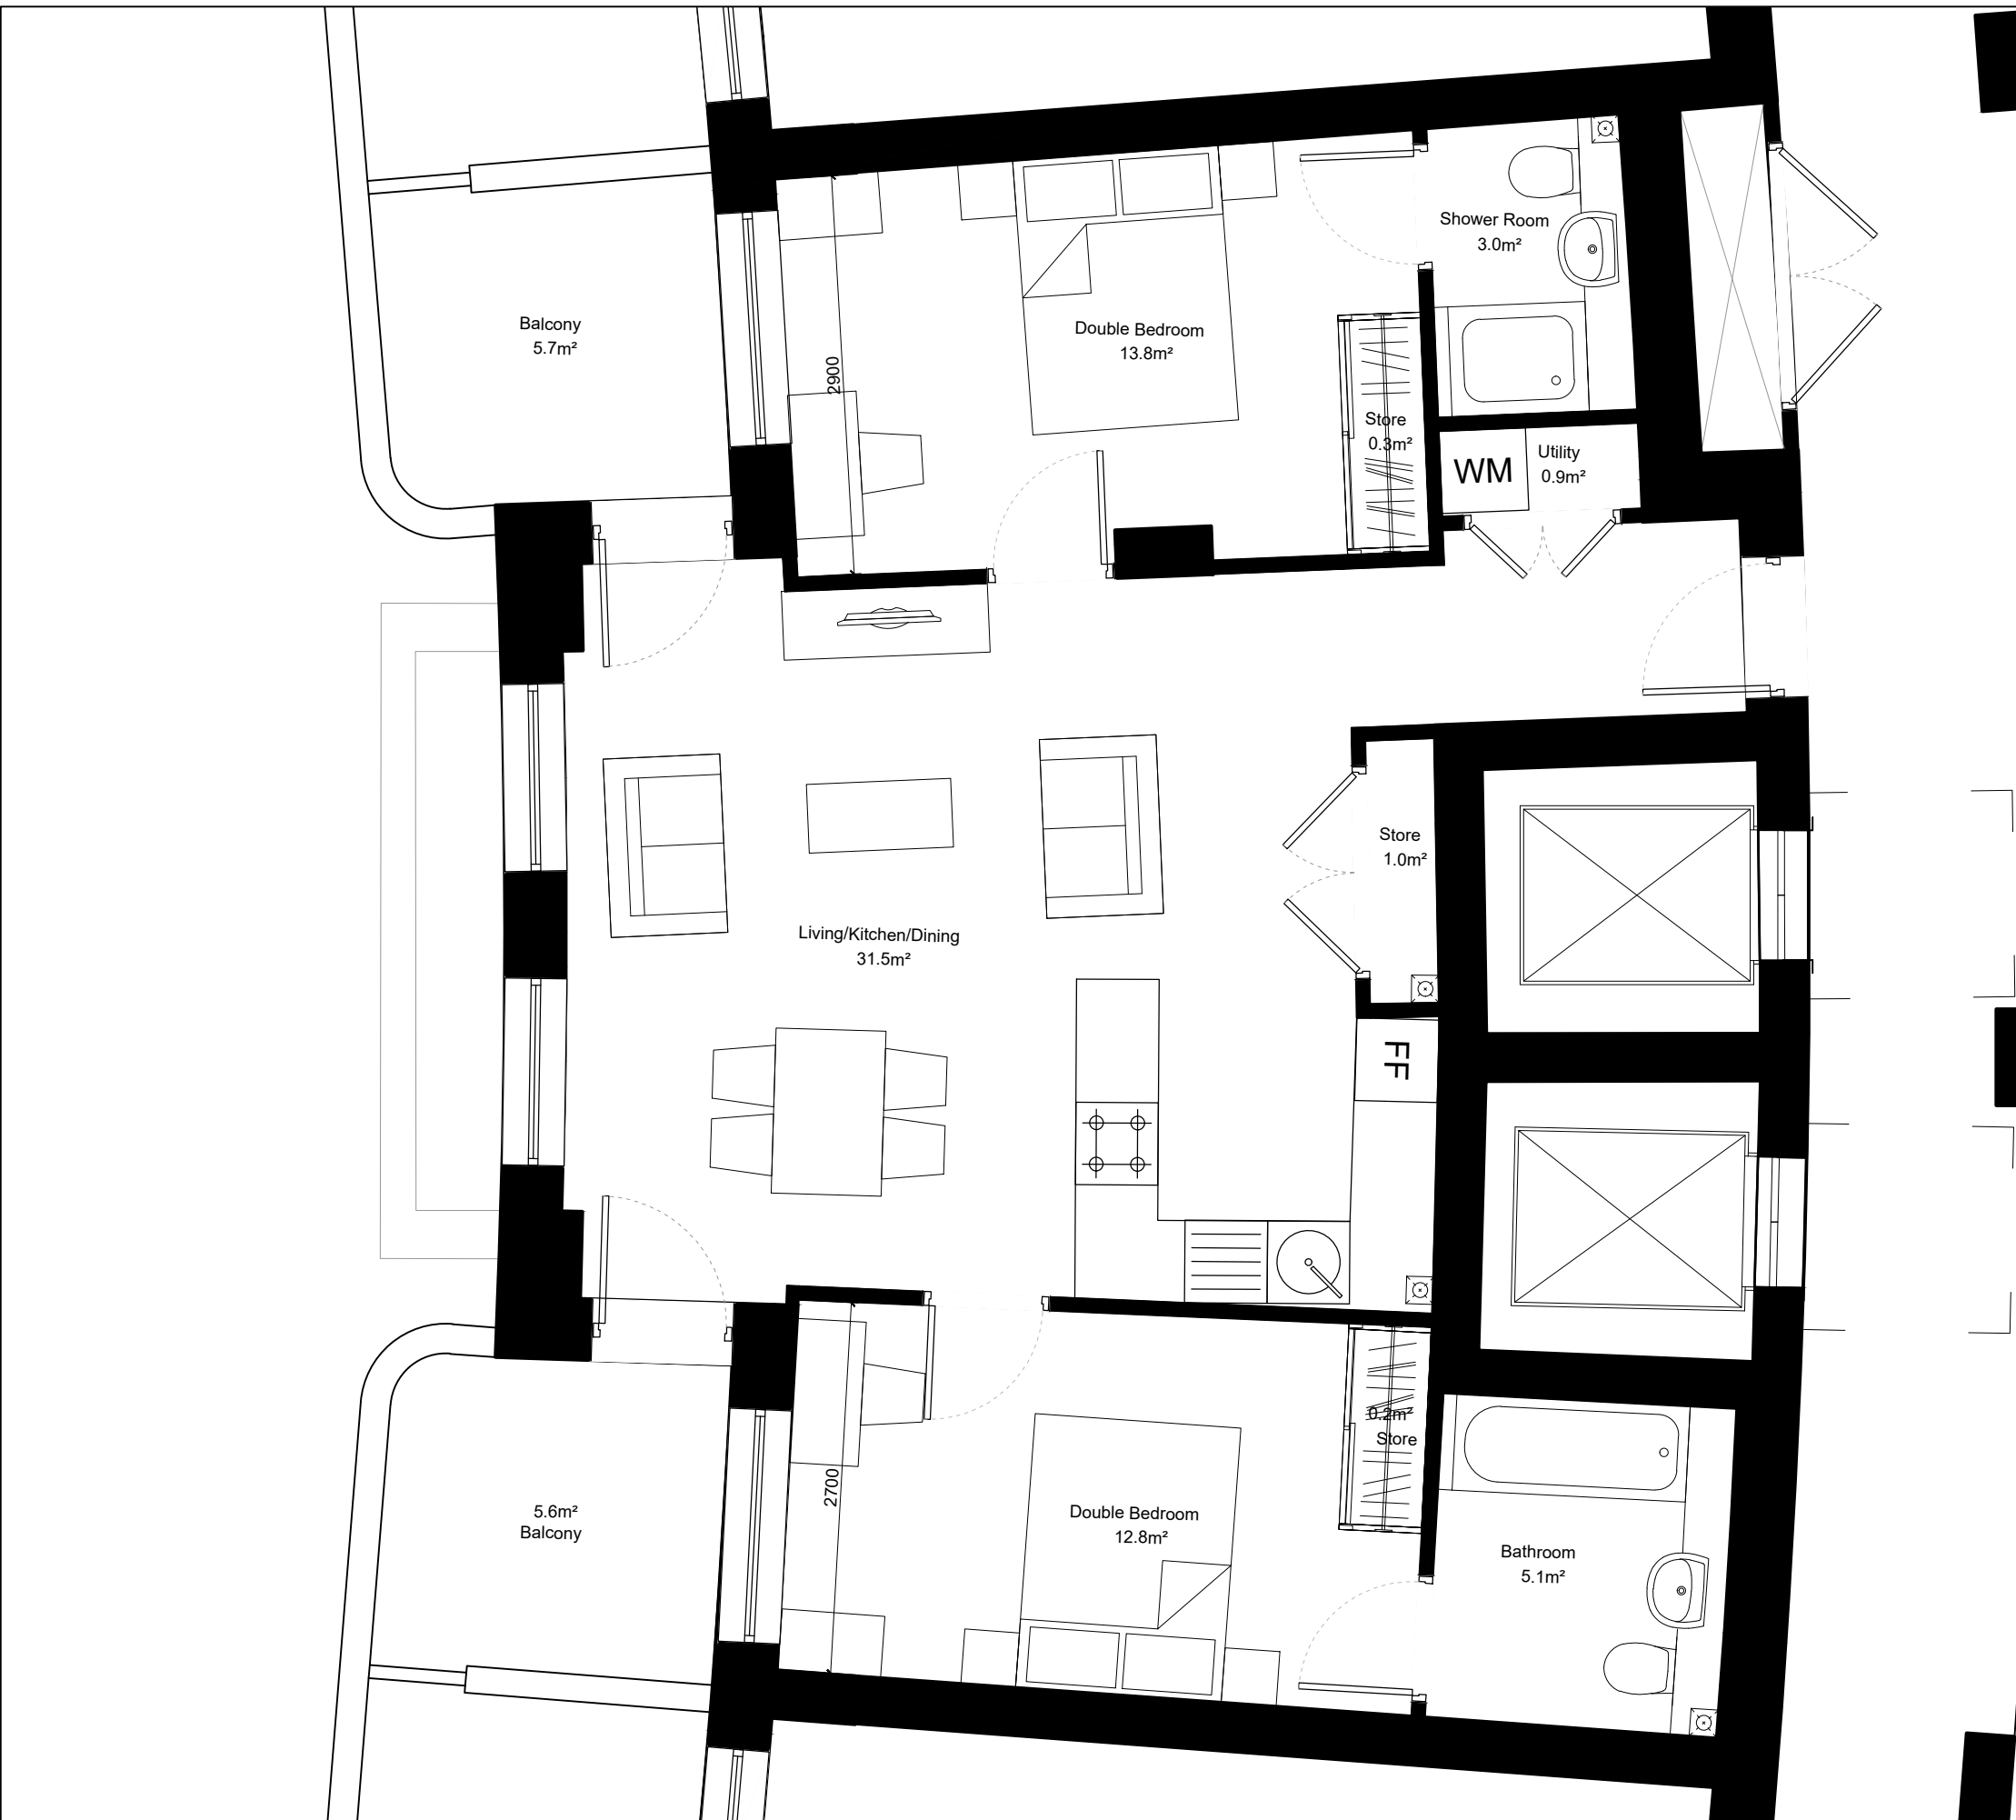 Shower Room
3.0m²
Balcony
5.7m²
Double Bedroom
13.8m²
2900
Store
0.3m²
WM
Utility
0.9m²
Store
1.0m²
Living/Kitchen/Dining
31.5m²
FF
0.2m²
Store
2700
5.6m²
Balcony
Double Bedroom
12.8m²
Bathroom
5.1m²